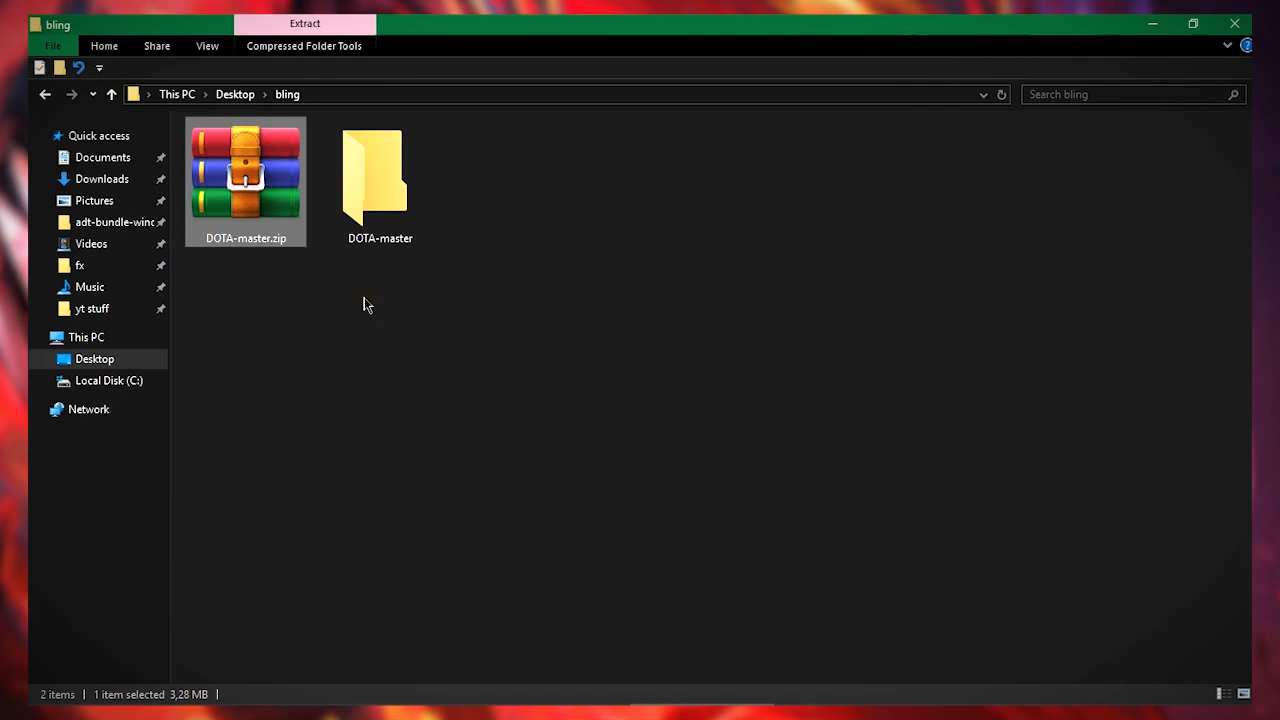 bling
Extract
File
Home
Share
View
Compressed Folder Tools
This PC
Desktop
bling
Search bling
Quick access
Documents
Downloads
Pictures
adt-bundle-winc
Videos
fx
Music
yt stuff
This PC
Desktop
Local Disk (C:)
Network
DOTA-master.zip
DOTA-master
2 items
1 item selected 3,28 MB